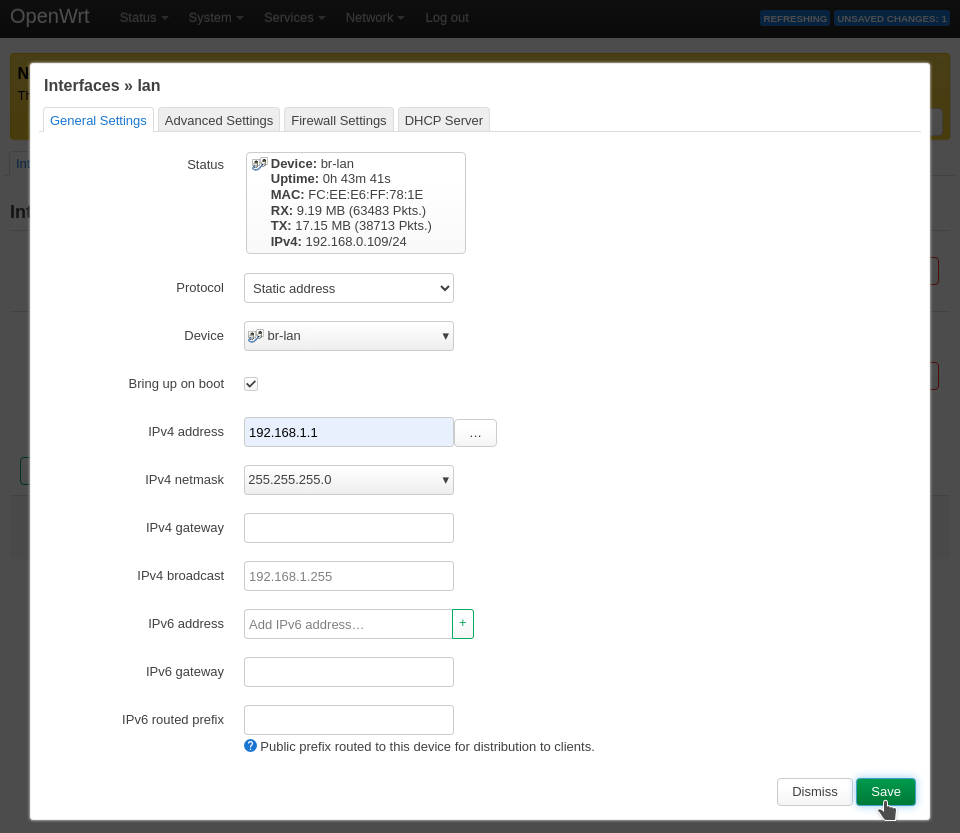 OpenWrt Status System Services Network Log out REFRESHING UNSAVED CHANGES: 1
Interfaces » lan
General Settings Advanced Settings Firewall Settings DHCP Server
Status
Device: br-lan
Uptime: 0h 43m 41s
MAC: FC:EE:E6:FF:78:1E
RX: 9.19 MB (63483 Pkts.)
TX: 17.15 MB (38713 Pkts.)
IPv4: 192.168.0.109/24
Protocol Static address
Device br-lan
Bring up on boot
IPv4 address 192.168.1.1 …
IPv4 netmask 255.255.255.0
IPv4 gateway
IPv4 broadcast 192.168.1.255
IPv6 address Add IPv6 address… +
IPv6 gateway
IPv6 routed prefix
? Public prefix routed to this device for distribution to clients.
Dismiss Save